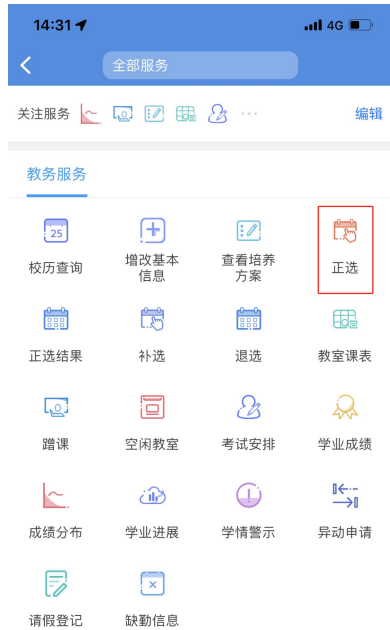 14:31 4G
全部服务
关注服务 ··· 编辑
教务服务
25
校历查询 增改基本信息 查看培养方案 正选
正选结果 补选 退选 教室课表
蹭课 空闲教室 考试安排 学业成绩
成绩分布 学业进展 学情警示 异动申请
请假登记 缺勤信息